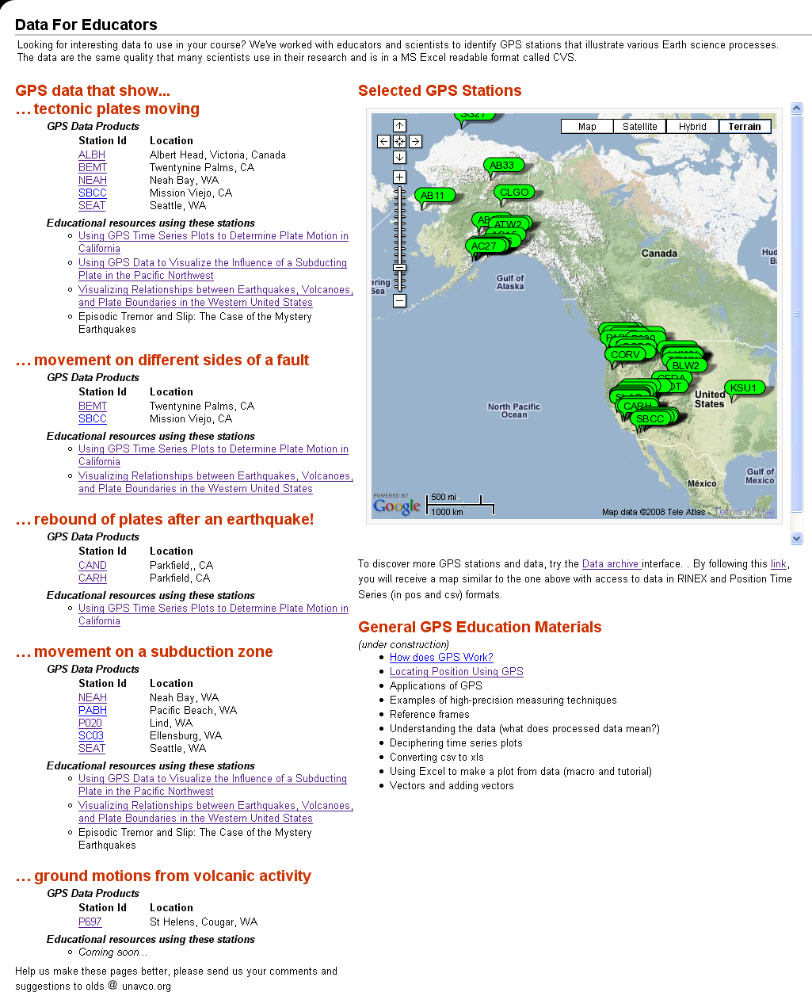 Data For Educators
Looking for interesting data to use in your course? We've worked with educators and scientists to identify GPS stations that illustrate various Earth science processes.
The data are the same quality that many scientists use in their research and is in a MS Excel readable format called CVS.
GPS data that show...
... tectonic plates moving
GPS Data Products
Station Id Location
ALBH Albert Head, Victoria, Canada
BEMT Twentynine Palms, CA
NEAH Neah Bay, WA
SBCC Mission Viejo, CA
SEAT Seattle, WA
Educational resources using these stations
Using GPS Time Series Plots to Determine Plate Motion in
California
Using GPS Data to Visualize the Influence of a Subducting
Plate in the Pacific Northwest
Visualizing Relationships between Earthquakes, Volcanoes,
and Plate Boundaries in the Western United States
Episodic Tremor and Slip: The Case of the Mystery
Earthquakes
... movement on different sides of a fault
GPS Data Products
Station Id Location
BEMT Twentynine Palms, CA
SBCC Mission Viejo, CA
Educational resources using these stations
Using GPS Time Series Plots to Determine Plate Motion in
California
Visualizing Relationships between Earthquakes, Volcanoes,
and Plate Boundaries in the Western United States
... rebound of plates after an earthquake!
GPS Data Products
Station Id Location
CAND Parkfield,, CA
CARH Parkfield, CA
Educational resources using these stations
Using GPS Time Series Plots to Determine Plate Motion in
California
... movement on a subduction zone
GPS Data Products
Station Id Location
NEAH Neah Bay, WA
PABH Pacific Beach, WA
P020 Lind, WA
SC03 Ellensburg, WA
SEAT Seattle, WA
Educational resources using these stations
Using GPS Data to Visualize the Influence of a Subducting
Plate in the Pacific Northwest
Visualizing Relationships between Earthquakes, Volcanoes,
and Plate Boundaries in the Western United States
Episodic Tremor and Slip: The Case of the Mystery
Earthquakes
... ground motions from volcanic activity
GPS Data Products
Station Id Location
P697 St Helens, Cougar, WA
Educational resources using these stations
Coming soon...
Help us make these pages better, please send us your comments and
suggestions to olds @ unavco.org
Selected GPS Stations
SG27
Map Satellite Hybrid Terrain
AB33
CLGO
AB11
ATW2
AC27
Canada
Gulf of
Alaska
CORV
BLW2
KSU1
United
States
CARH
SBCC
North Pacific
Ocean
Gulf of
Mexico
México
POWERED BY
Google
500 mi
1000 km
Map data ©2008 Tele Atlas - Terms of Use
To discover more GPS stations and data, try the Data archive interface. . By following this link,
you will receive a map similar to the one above with access to data in RINEX and Position Time
Series (in pos and csv) formats.
General GPS Education Materials
(under construction)
How does GPS Work?
Locating Position Using GPS
Applications of GPS
Examples of high-precision measuring techniques
Reference frames
Understanding the data (what does processed data mean?)
Deciphering time series plots
Converting csv to xls
Using Excel to make a plot from data (macro and tutorial)
Vectors and adding vectors